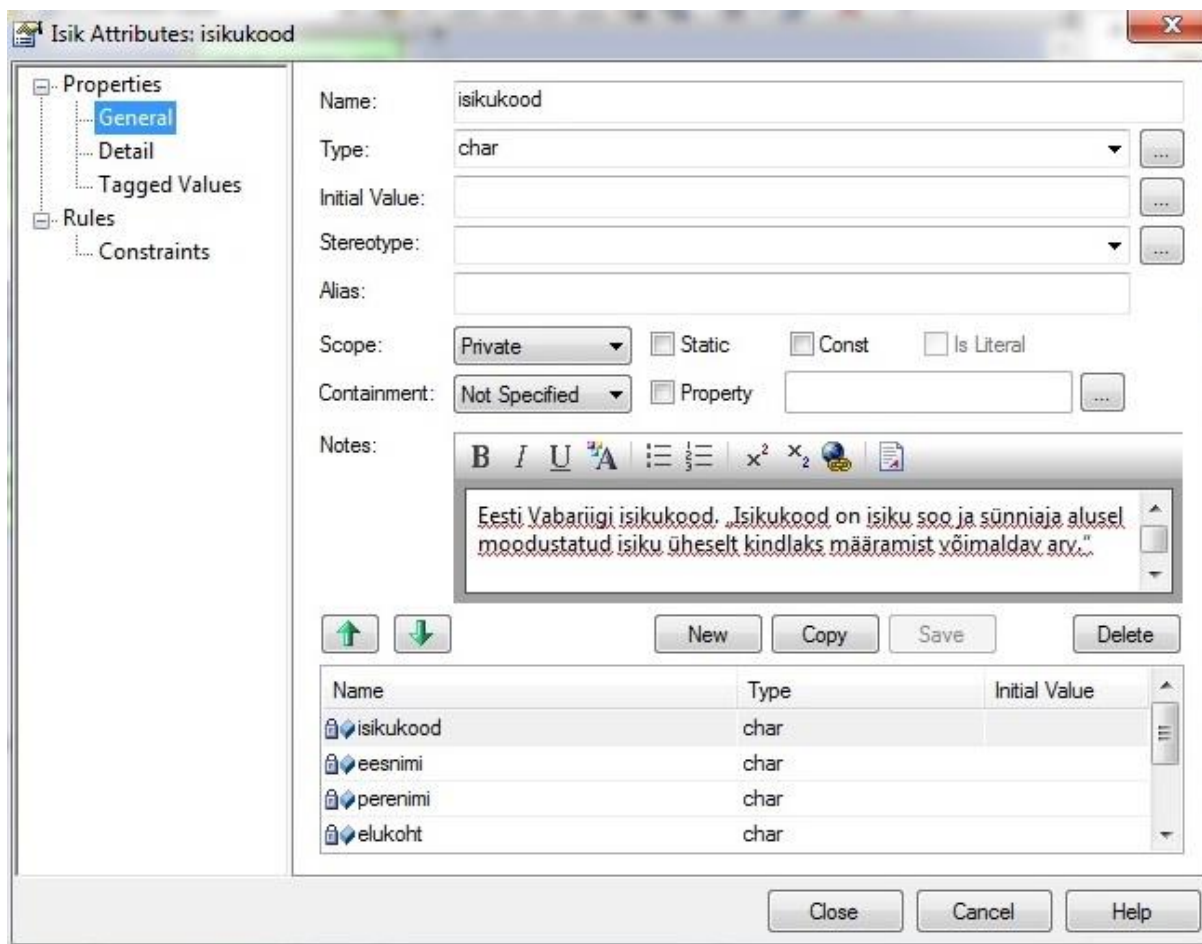 Isik Attributes: isikukood
Properties
General
Detail
Tagged Values
Rules
Constraints
Name: isikukood
Type: char ...
Initial Value: ...
Stereotype: ...
Alias:
Scope: Private Static Const Is Literal
Containment: Not Specified Property ...
Notes:
B I U A x² x₂
Eesti Vabariigi isikukood. „Isikukood on isiku soo ja sünniaja alusel
moodustatud isiku üheselt kindlaks määramist võimaldav arv.“
New Copy Save Delete
Name Type Initial Value
isikukood char
eesnimi char
perenimi char
elukoht char
Close Cancel Help